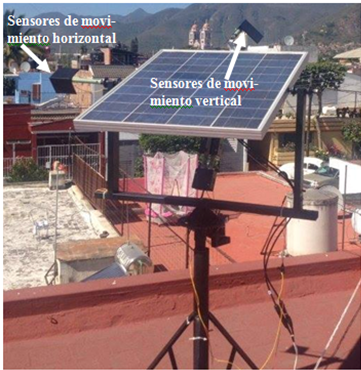 Sensores de movi-
miento horizontal
Sensores de movi-
miento vertical